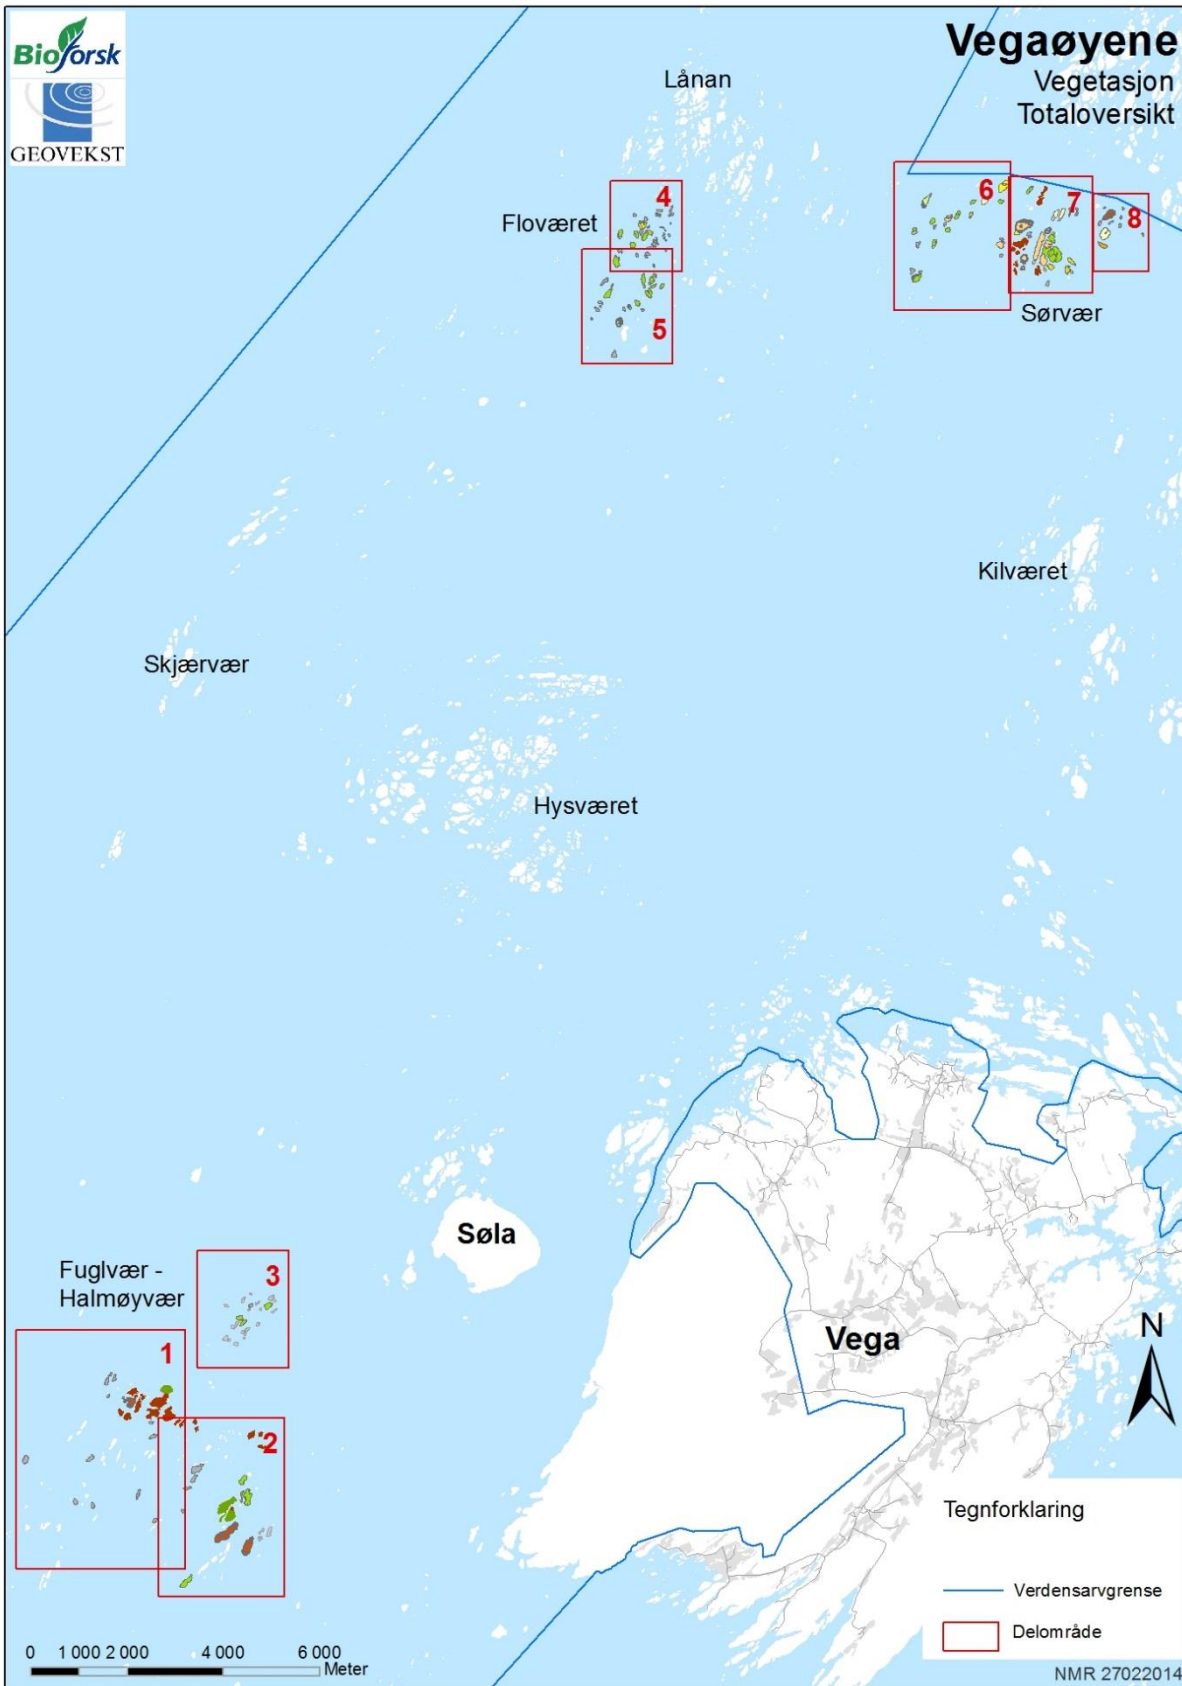 Bioforsk
GEOVEKST
Vegaøyene
Vegetasjon
Totaloversikt
Lånan
4
6
7
8
Floværet
Sørvær
5
Kilværet
Skjærvær
Hysværet
Søla
Fuglvær -
Halmøyvær
3
1
Vega
N
2
Tegnforklaring
Verdensarvgrense
Delområde
0 1 000 2 000 4 000 6 000
Meter
NMR 27022014